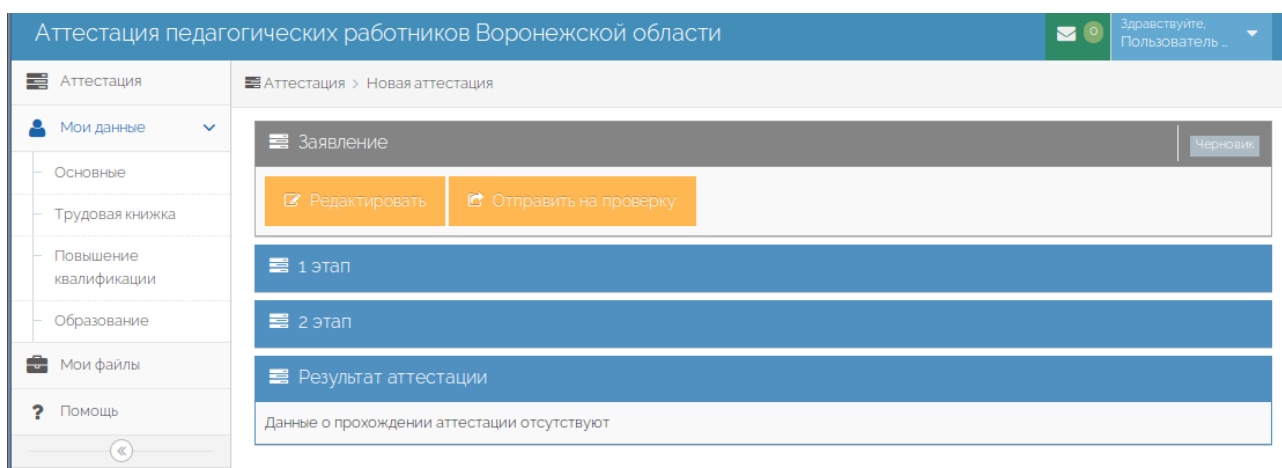 Аттестация педагогических работников Воронежской области
0
Здравствуйте,
Пользователь ...
Аттестация
Мои данные
Основные
Трудовая книжка
Повышение
квалификации
Образование
Мои файлы
? Помощь
Аттестация > Новая аттестация
Заявление
Черновик
Редактировать
Отправить на проверку
1 этап
2 этап
Результат аттестации
Данные о прохождении аттестации отсутствуют